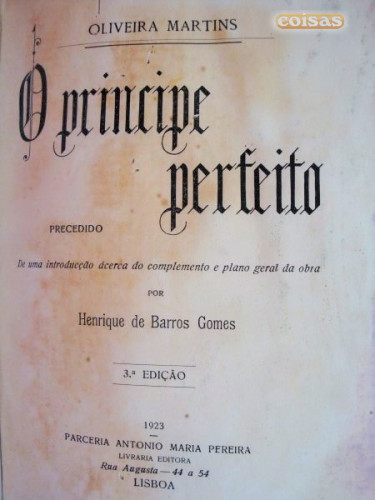 coisas
OLIVEIRA MARTINS
O principe
perfeito
PRECEDIDO
De uma introducção ácerca do complemento e plano geral da obra
POR
Henrique de Barros Gomes
3.ª EDIÇÃO
1923
PARCERIA ANTONIO MARIA PEREIRA
LIVRARIA EDITORA
Rua Augusta — 44 a 54
LISBOA